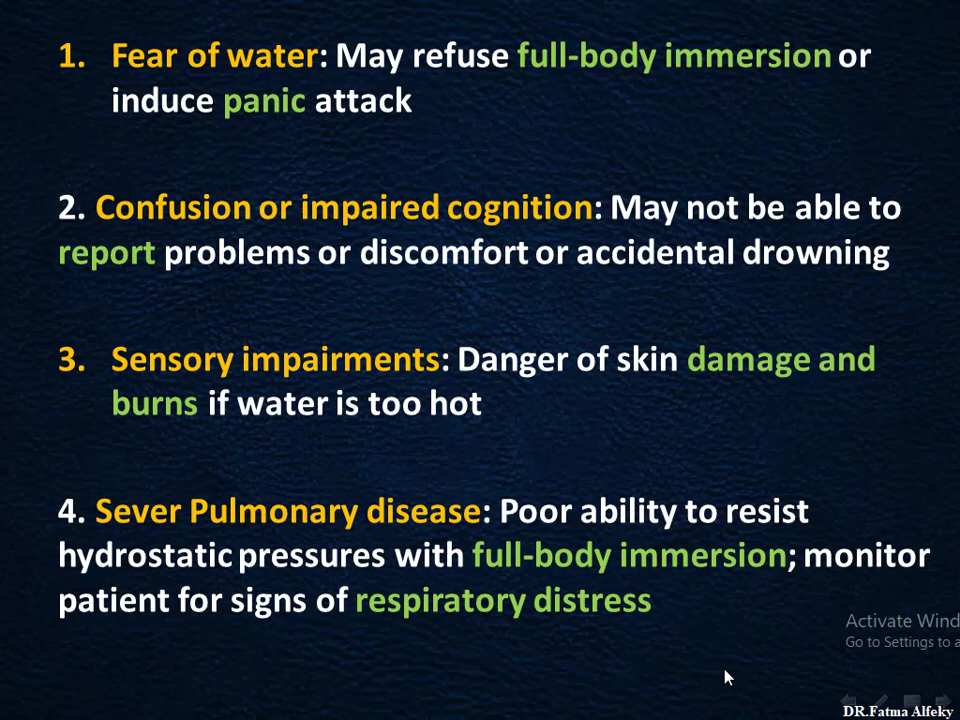 1. Fear of water: May refuse full-body immersion or
induce panic attack
2. Confusion or impaired cognition: May not be able to
report problems or discomfort or accidental drowning
3. Sensory impairments: Danger of skin damage and
burns if water is too hot
4. Sever Pulmonary disease: Poor ability to resist
hydrostatic pressures with full-body immersion; monitor
patient for signs of respiratory distress
Activate Wind
Go to Settings to a
DR.Fatma Alfeky